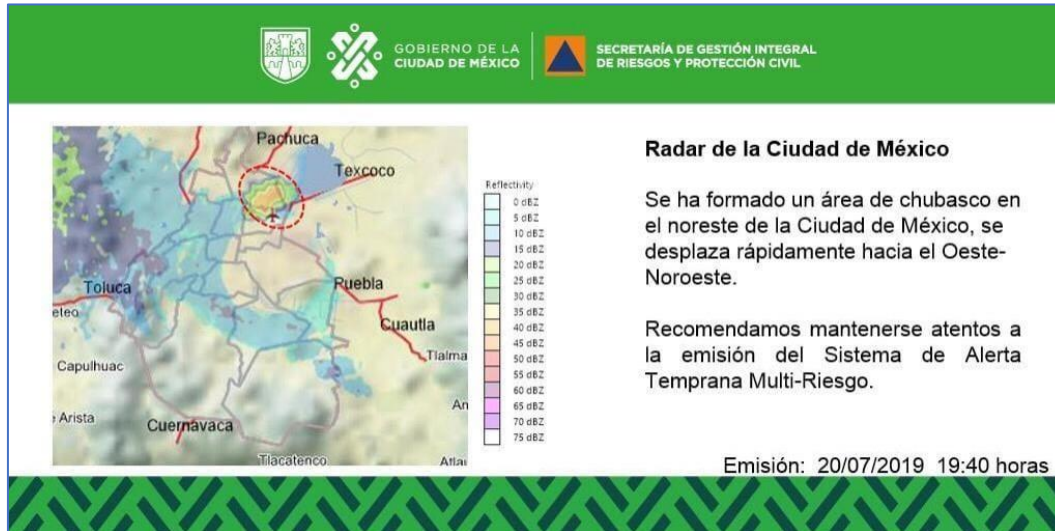 GOBIERNO DE LA
CIUDAD DE MÉXICO
SECRETARÍA DE GESTIÓN INTEGRAL
DE RIESGOS Y PROTECCIÓN CIVIL
Pachuca
Texcoco
Toluca
eteo
Puebla
Cuautla
Tlalma
Capulhuac
Arista
An
Cuernavaca
Tlacatenco
Atla
Reflectivity
0 dBZ
5 dBZ
10 dBZ
15 dBZ
20 dBZ
25 dBZ
30 dBZ
35 dBZ
40 dBZ
45 dBZ
50 dBZ
55 dBZ
60 dBZ
65 dBZ
70 dBZ
75 dBZ
Radar de la Ciudad de México
Se ha formado un área de chubasco en
el noreste de la Ciudad de México, se
desplaza rápidamente hacia el Oeste-
Noroeste.
Recomendamos mantenerse atentos a
la emisión del Sistema de Alerta
Temprana Multi-Riesgo.
Emisión: 20/07/2019 19:40 horas